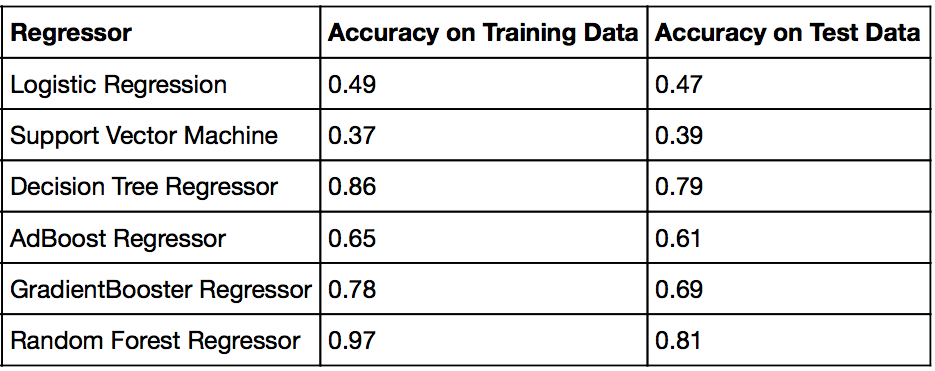 Regressor Accuracy on Training Data Accuracy on Test Data
Logistic Regression 0.49 0.47
Support Vector Machine 0.37 0.39
Decision Tree Regressor 0.86 0.79
AdBoost Regressor 0.65 0.61
GradientBooster Regressor 0.78 0.69
Random Forest Regressor 0.97 0.81